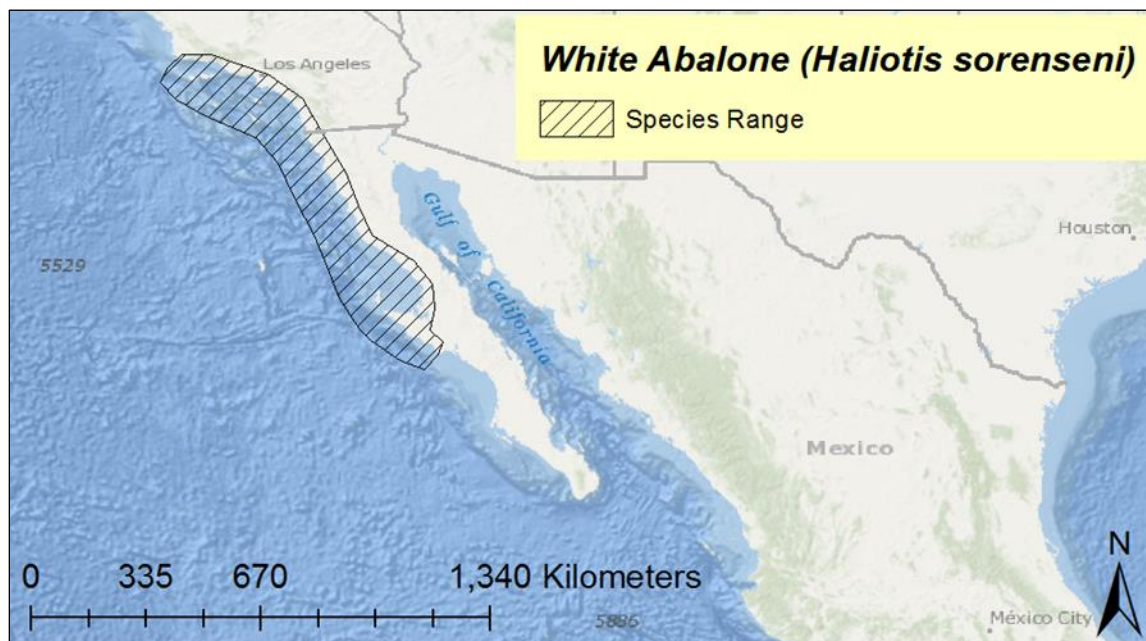 White Abalone (Haliotis sorenseni)
Species Range
Los Angeles
Houston
Gulf of California
5529
Mexico
N
0 335 670 1,340 Kilometers
5886
México City